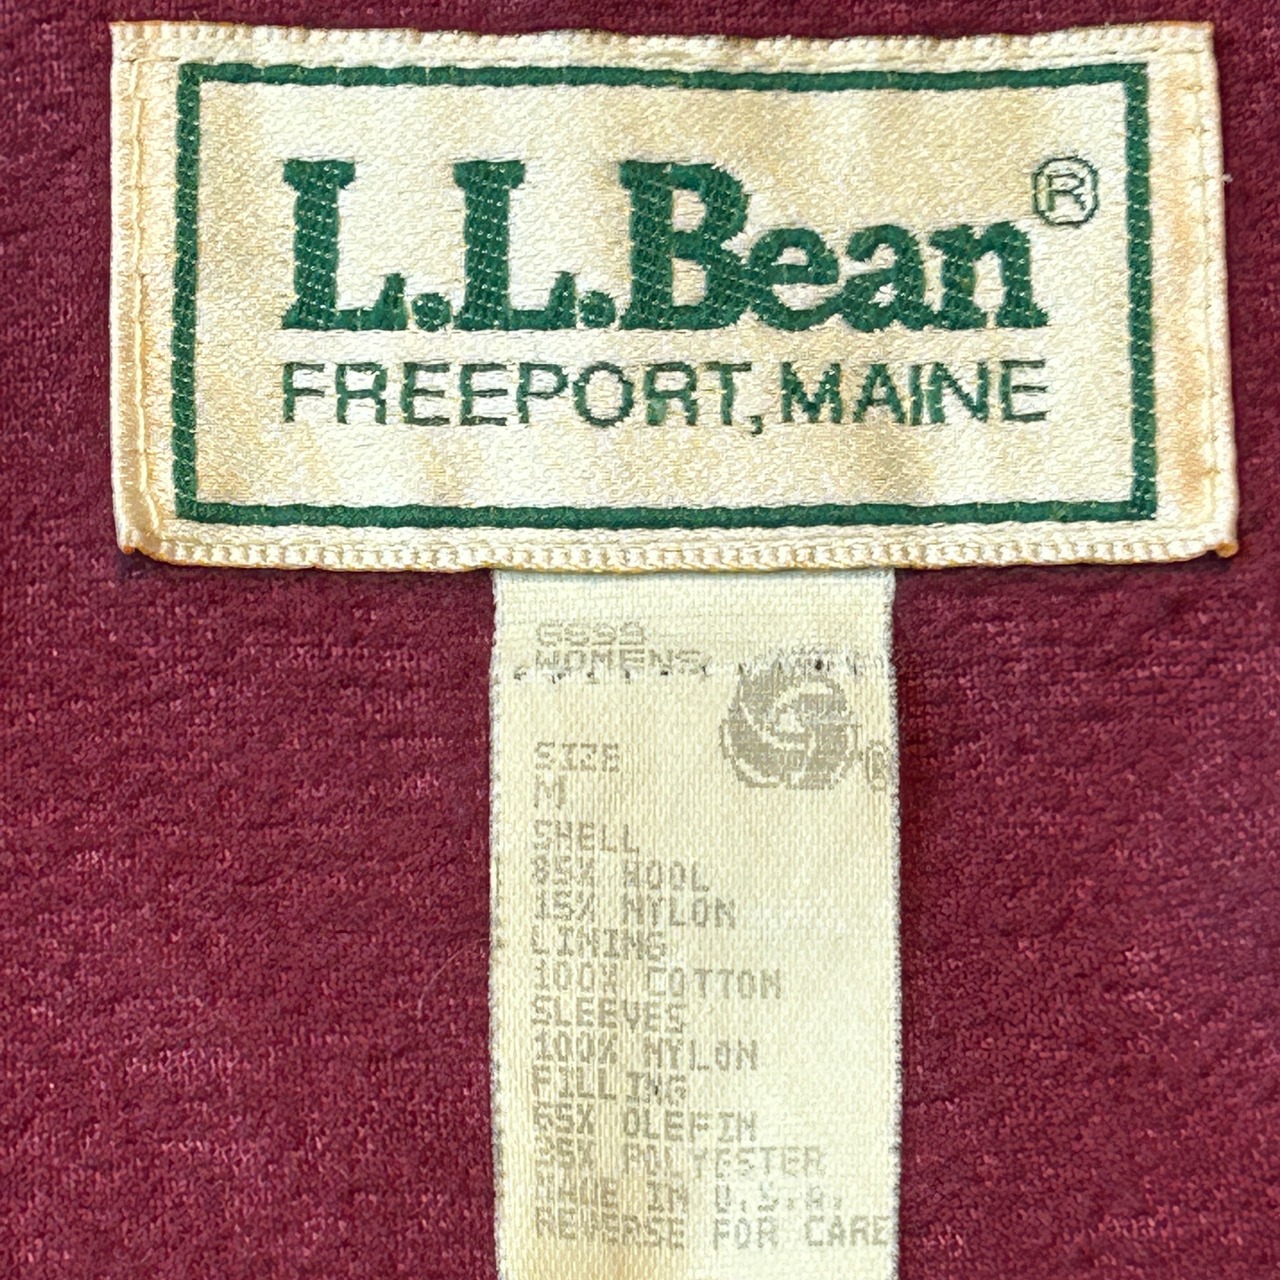 L.L.Bean®
FREEPORT, MAINE
WOMENS
®
SIZE
M
SHELL
85% WOOL
15% NYLON
LINING
100% COTTON
SLEEVES
100% NYLON
FILLING
65% OLEFIN
35% POLYESTER
MADE IN U.S.A.
REVERSE FOR CARE